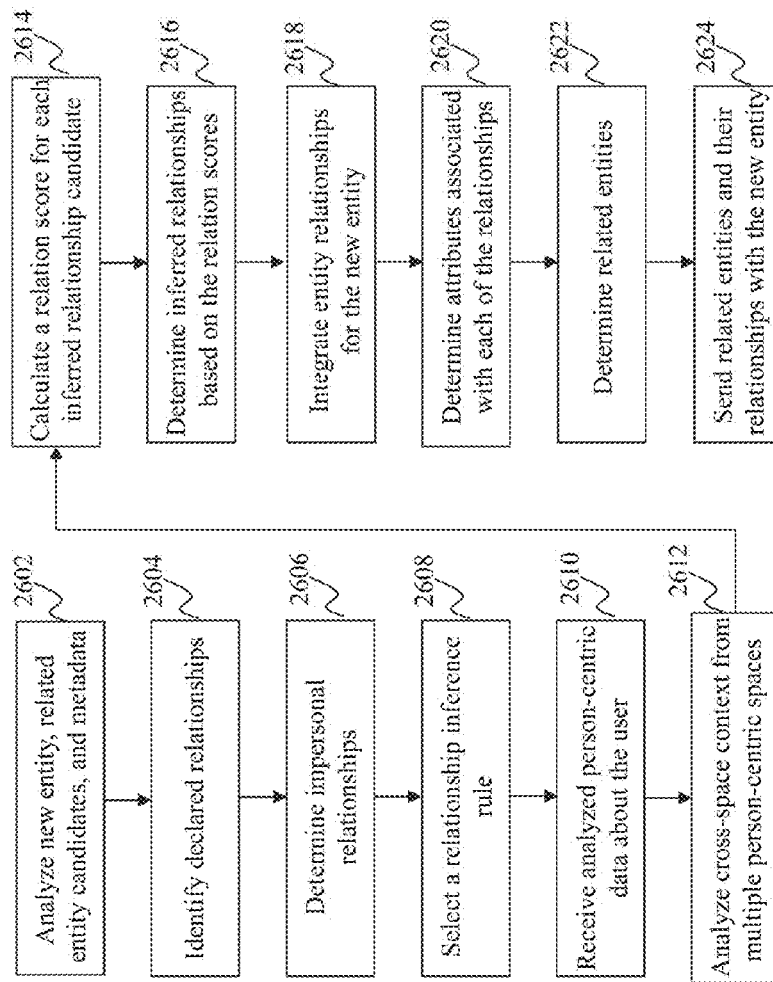 2602
Analyze new entity, related
entity candidates, and metadata
2604
Identify declared relationships
2606
Determine impersonal
relationships
2608
Select a relationship inference
rule
2610
Receive analyzed person-centric
data about the user
2612
Analyze cross-space context from
multiple person-centric spaces
2614
Calculate a relation score for each
inferred relationship candidate
2616
Determine inferred relationships
based on the relation scores
2618
Integrate entity relationships
for the new entity
2620
Determine attributes associated
with each of the relationships
2622
Determine related entities
2624
Send related entities and their
relationships with the new entity